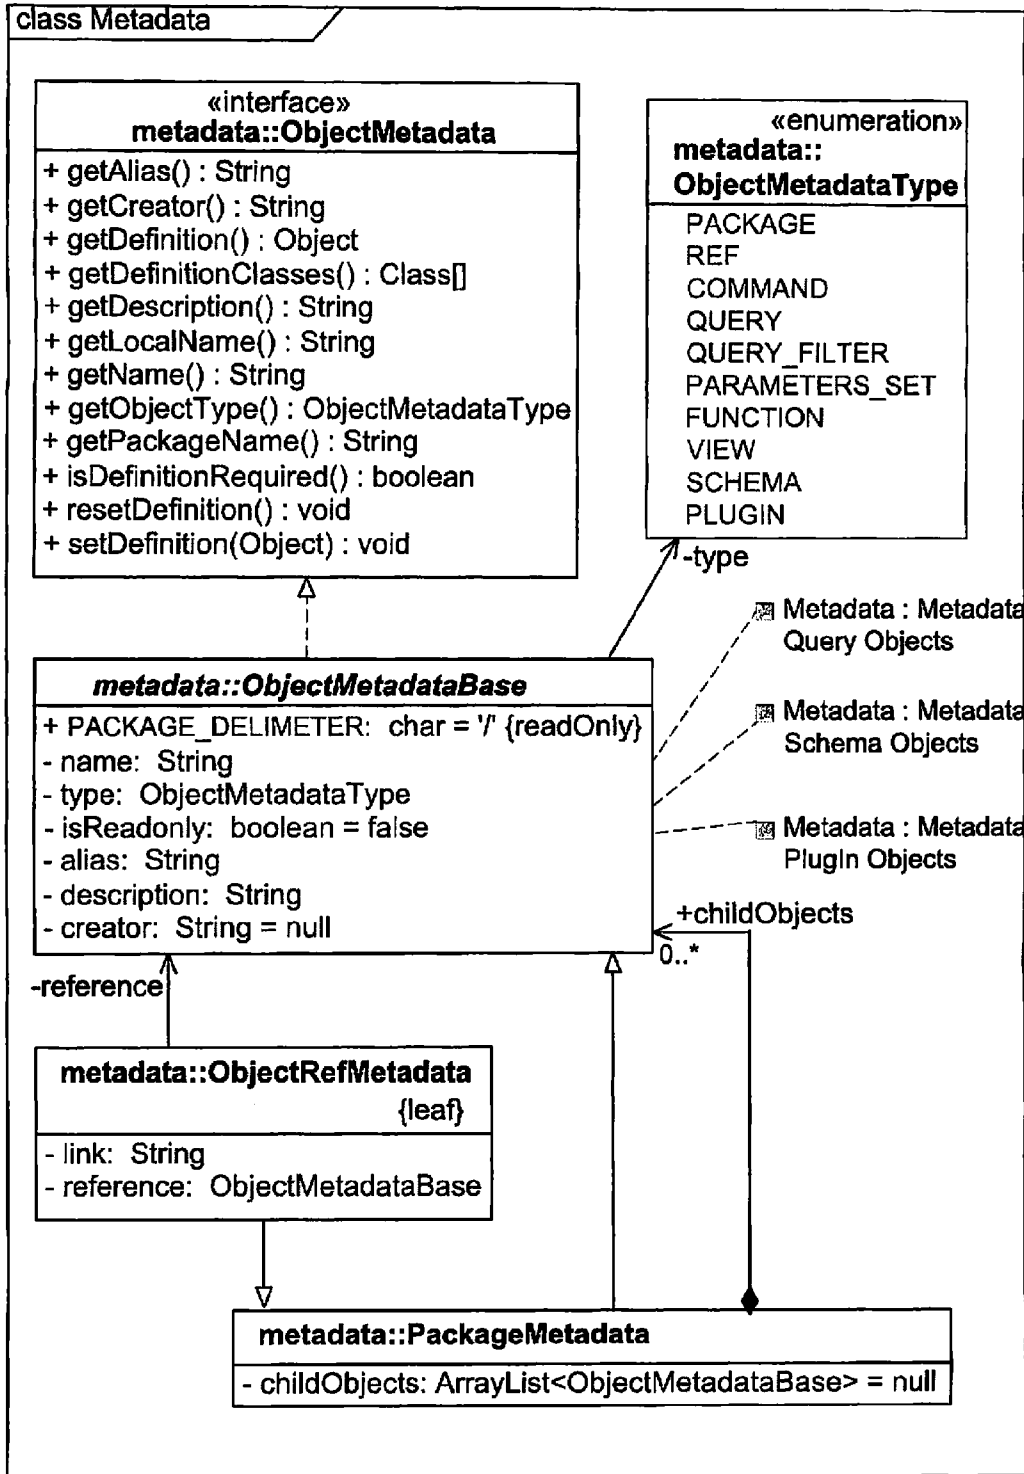 class Metadata
«interface»
metadata::ObjectMetadata
+ getAlias() : String
+ getCreator() : String
+ getDefinition() : Object
+ getDefinitionClasses() : Class[]
+ getDescription() : String
+ getLocalName() : String
+ getName() : String
+ getObjectType() : ObjectMetadataType
+ getPackageName() : String
+ isDefinitionRequired() : boolean
+ resetDefinition() : void
+ setDefinition(Object) : void
«enumeration»
metadata::
ObjectMetadataType
PACKAGE
REF
COMMAND
QUERY
QUERY_FILTER
PARAMETERS_SET
FUNCTION
VIEW
SCHEMA
PLUGIN
-type
Metadata : Metadata
Query Objects
Metadata : Metadata
Schema Objects
Metadata : Metadata
PlugIn Objects
metadata::ObjectMetadataBase
+ PACKAGE_DELIMETER: char = '/' {readOnly}
- name: String
- type: ObjectMetadataType
- isReadonly: boolean = false
- alias: String
- description: String
- creator: String = null
+childObjects
0..*
-reference
metadata::ObjectRefMetadata
{leaf}
- link: String
- reference: ObjectMetadataBase
metadata::PackageMetadata
- childObjects: ArrayList<ObjectMetadataBase> = null